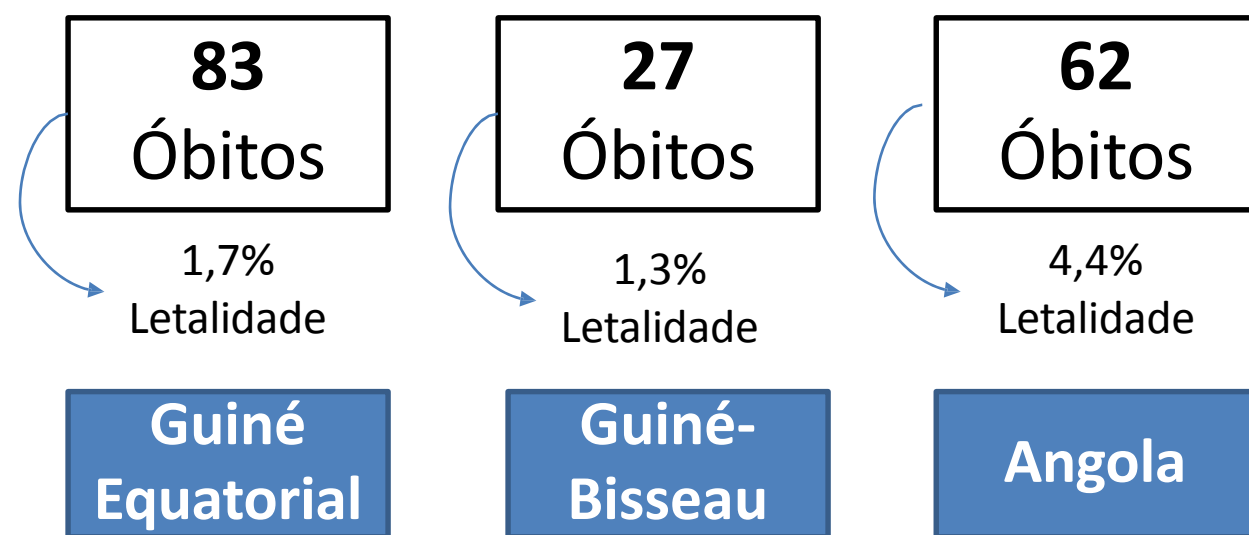 83
Óbitos
1,7%
Letalidade
Guiné
Equatorial
27
Óbitos
1,3%
Letalidade
Guiné-
Bisseau
62
Óbitos
4,4%
Letalidade
Angola